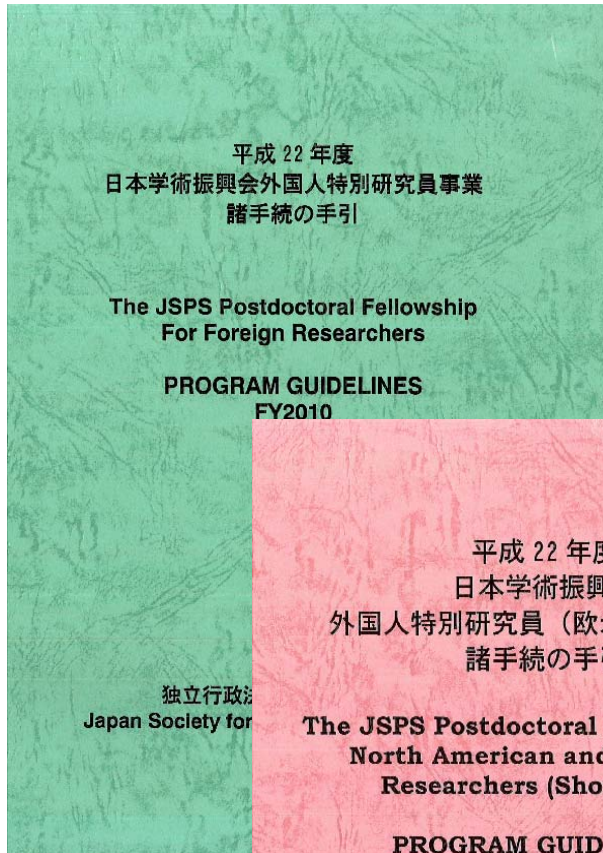 平成 22 年度
日本学術振興会外国人特別研究員事業
諸手続の手引
The JSPS Postdoctoral Fellowship
For Foreign Researchers
PROGRAM GUIDELINES
FY2010
独立行政法
Japan Society for
平成 22 年度
日本学術振興
外国人特別研究員（欧
諸手続の手
The JSPS Postdoctoral
North American and
Researchers (Sho
PROGRAM GUID